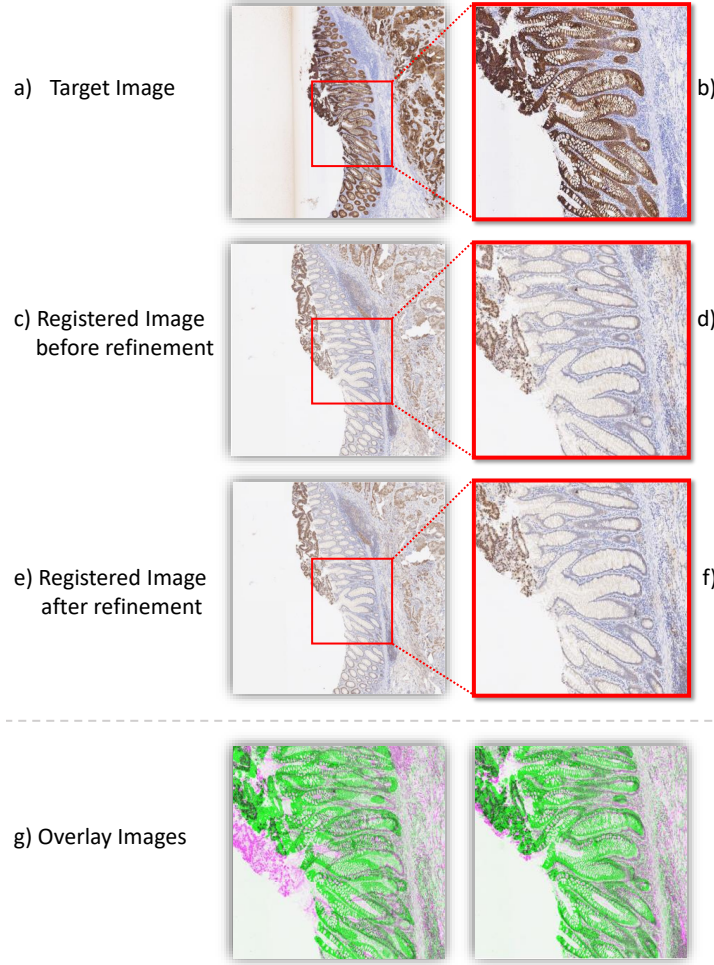 a) Target Image
b)
c) Registered Image
before refinement
d)
e) Registered Image
after refinement
f)
g) Overlay Images